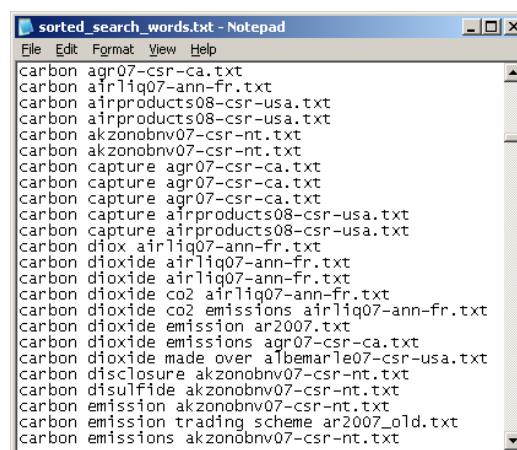 sorted_search_words.txt - Notepad
File Edit Format View Help
carbon agr07-csr-ca.txt
carbon airliq07-ann-fr.txt
carbon airproducts08-csr-usa.txt
carbon airproducts08-csr-usa.txt
carbon akzonobnv07-csr-nt.txt
carbon akzonobnv07-csr-nt.txt
carbon capture agr07-csr-ca.txt
carbon capture agr07-csr-ca.txt
carbon capture agr07-csr-ca.txt
carbon capture airproducts08-csr-usa.txt
carbon capture airproducts08-csr-usa.txt
carbon diox airliq07-ann-fr.txt
carbon dioxide airliq07-ann-fr.txt
carbon dioxide airliq07-ann-fr.txt
carbon dioxide co2 airliq07-ann-fr.txt
carbon dioxide co2 emissions airliq07-ann-fr.txt
carbon dioxide emission ar2007.txt
carbon dioxide emissions agr07-csr-ca.txt
carbon dioxide made over albemarle07-csr-usa.txt
carbon disclosure akzonobnv07-csr-nt.txt
carbon disulfide akzonobnv07-csr-nt.txt
carbon emission akzonobnv07-csr-nt.txt
carbon emission trading scheme ar2007_old.txt
carbon emissions akzonobnv07-csr-nt.txt